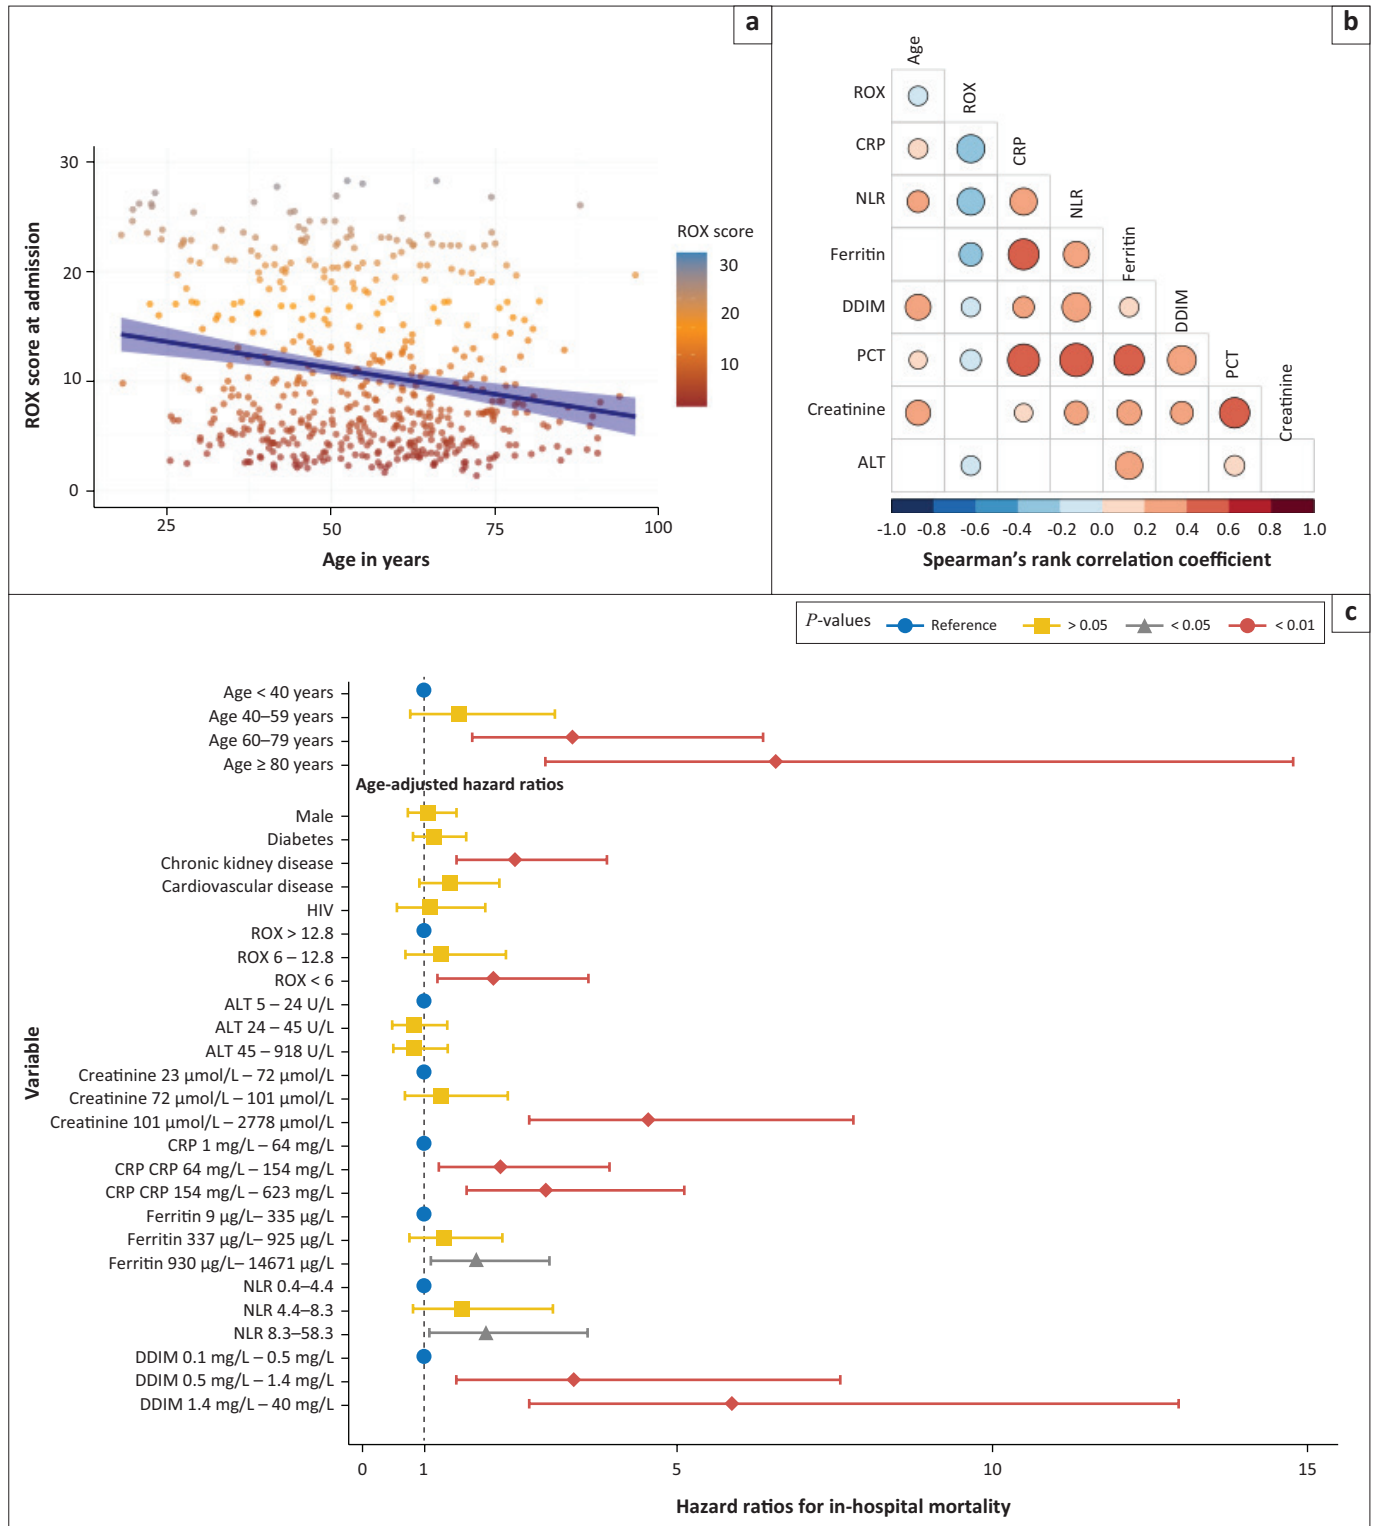 a
ROX score at admission
30
20
10
0
25
50
75
100
Age in years
ROX score
30
20
10
b
Age
ROX
CRP
NLR
Ferritin
DDIM
PCT
Creatinine
ROX
CRP
NLR
Ferritin
DDIM
PCT
Creatinine
ALT
-1.0 -0.8 -0.6 -0.4 -0.2 0.0 0.2 0.4 0.6 0.8 1.0
Spearman's rank correlation coefficient
c
P-values Reference > 0.05 < 0.05 < 0.01
Variable
Age < 40 years
Age 40–59 years
Age 60–79 years
Age ≥ 80 years
Age-adjusted hazard ratios
Male
Diabetes
Chronic kidney disease
Cardiovascular disease
HIV
ROX > 12.8
ROX 6 – 12.8
ROX < 6
ALT 5 – 24 U/L
ALT 24 – 45 U/L
ALT 45 – 918 U/L
Creatinine 23 µmol/L – 72 µmol/L
Creatinine 72 µmol/L – 101 µmol/L
Creatinine 101 µmol/L – 2778 µmol/L
CRP 1 mg/L – 64 mg/L
CRP CRP 64 mg/L – 154 mg/L
CRP CRP 154 mg/L – 623 mg/L
Ferritin 9 µg/L– 335 µg/L
Ferritin 337 µg/L– 925 µg/L
Ferritin 930 µg/L– 14671 µg/L
NLR 0.4–4.4
NLR 4.4–8.3
NLR 8.3–58.3
DDIM 0.1 mg/L – 0.5 mg/L
DDIM 0.5 mg/L – 1.4 mg/L
DDIM 1.4 mg/L – 40 mg/L
0 1 5 10 15
Hazard ratios for in-hospital mortality